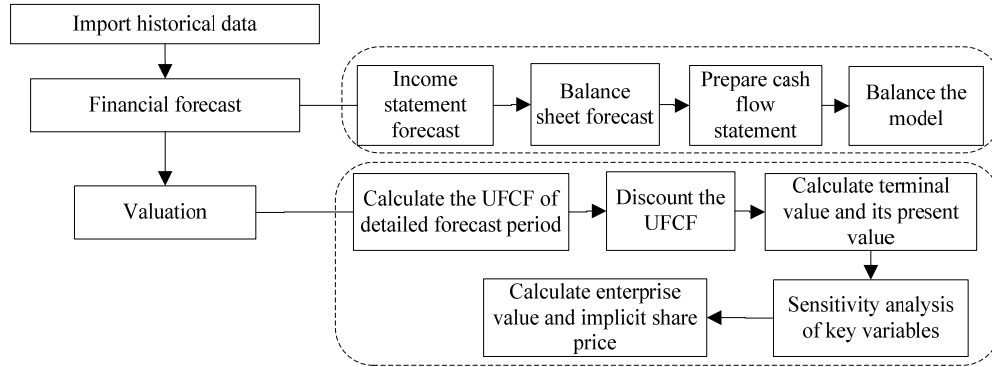 Import historical data
Financial forecast
Income
statement
forecast
Balance
sheet forecast
Prepare cash
flow
statement
Balance the
model
Valuation
Calculate the UFCF of
detailed forecast period
Discount the
UFCF
Calculate terminal
value and its present
value
Sensitivity analysis
of key variables
Calculate enterprise
value and implicit share
price